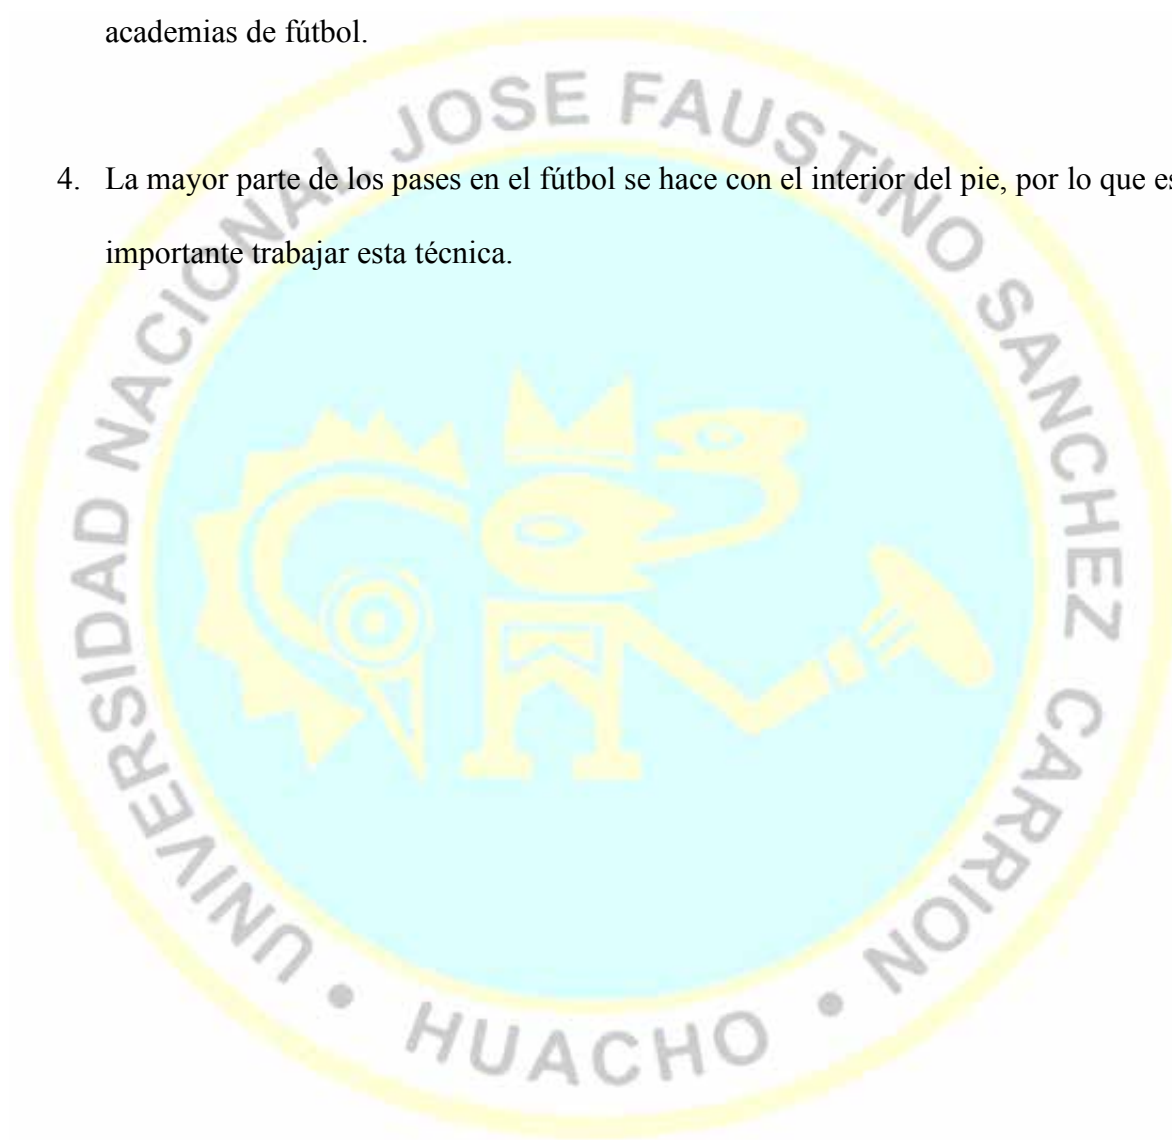 academias de fútbol.
4. La mayor parte de los pases en el fútbol se hace con el interior del pie, por lo que es
importante trabajar esta técnica.
UNIVERSIDAD NACIONAL JOSE FAUSTINO SANCHEZ CARRION • HUACHO •